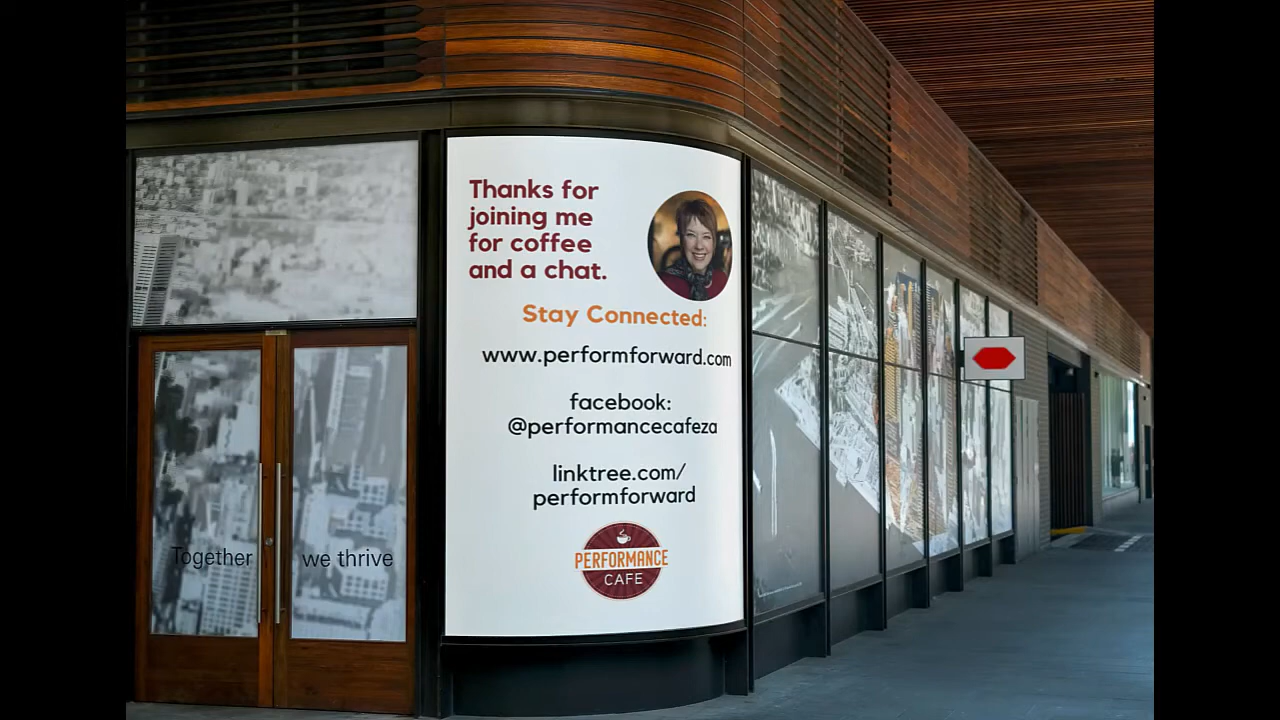 Thanks for
joining me
for coffee
and a chat.
Stay Connected:
www.performforward.com
facebook:
@performancecafeza
linktree.com/
performforward
PERFORMANCE
CAFE
Together we thrive